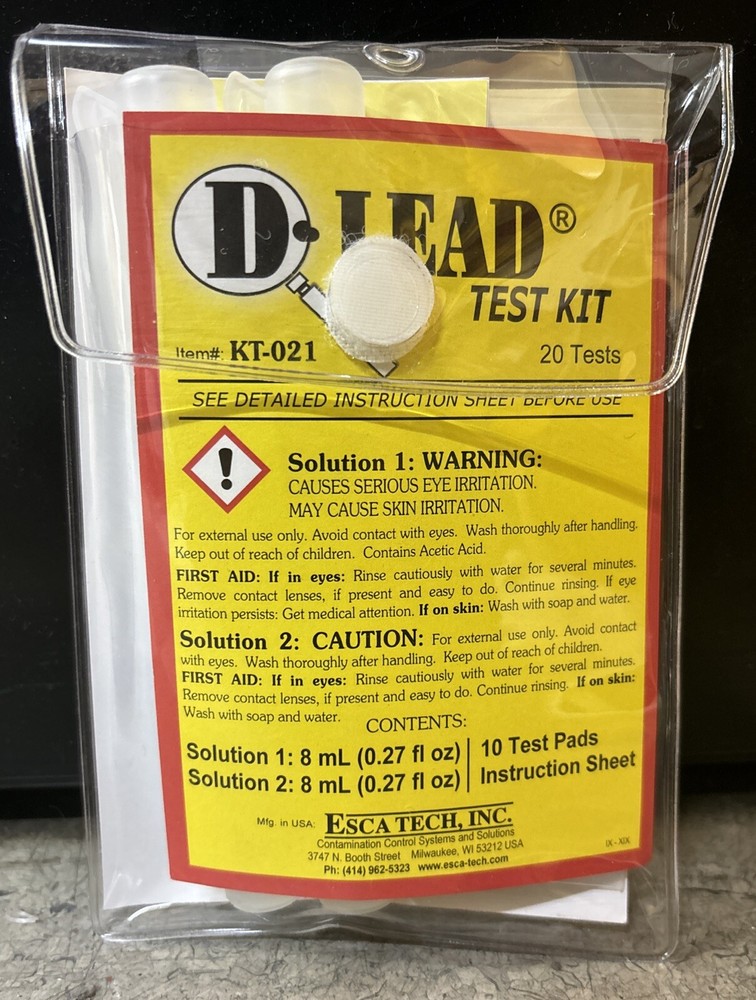 D•LEAD®
TEST KIT
Item#: KT-021
20 Tests
SEE DETAILED INSTRUCTION SHEET BEFORE USE
!
Solution 1: WARNING:
CAUSES SERIOUS EYE IRRITATION.
MAY CAUSE SKIN IRRITATION.
For external use only. Avoid contact with eyes. Wash thoroughly after handling.
Keep out of reach of children. Contains Acetic Acid.
FIRST AID: If in eyes: Rinse cautiously with water for several minutes.
Remove contact lenses, if present and easy to do. Continue rinsing. If eye
irritation persists: Get medical attention. If on skin: Wash with soap and water.
Solution 2: CAUTION: For external use only. Avoid contact
with eyes. Wash thoroughly after handling. Keep out of reach of children.
FIRST AID: If in eyes: Rinse cautiously with water for several minutes.
Remove contact lenses, if present and easy to do. Continue rinsing. If on skin:
Wash with soap and water.
CONTENTS:
Solution 1: 8 mL (0.27 fl oz)
Solution 2: 8 mL (0.27 fl oz)
10 Test Pads
Instruction Sheet
Mfg. in USA: ESCA TECH, INC.
Contamination Control Systems and Solutions
3747 N. Booth Street Milwaukee, WI 53212 USA
Ph: (414) 962-5323 www.esca-tech.com
IX - XIX